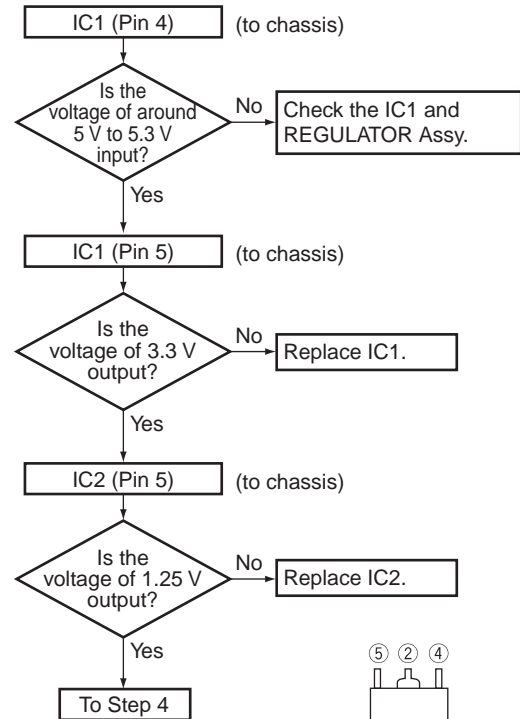 IC1 (Pin 4)
(to chassis)
Is the
voltage of around
5 V to 5.3 V
input?
No
Check the IC1 and
REGULATOR Assy.
Yes
IC1 (Pin 5)
(to chassis)
Is the
voltage of 3.3 V
output?
No
Replace IC1.
Yes
IC2 (Pin 5)
(to chassis)
Is the
voltage of 1.25 V
output?
No
Replace IC2.
Yes
To Step 4
⑤ ② ④